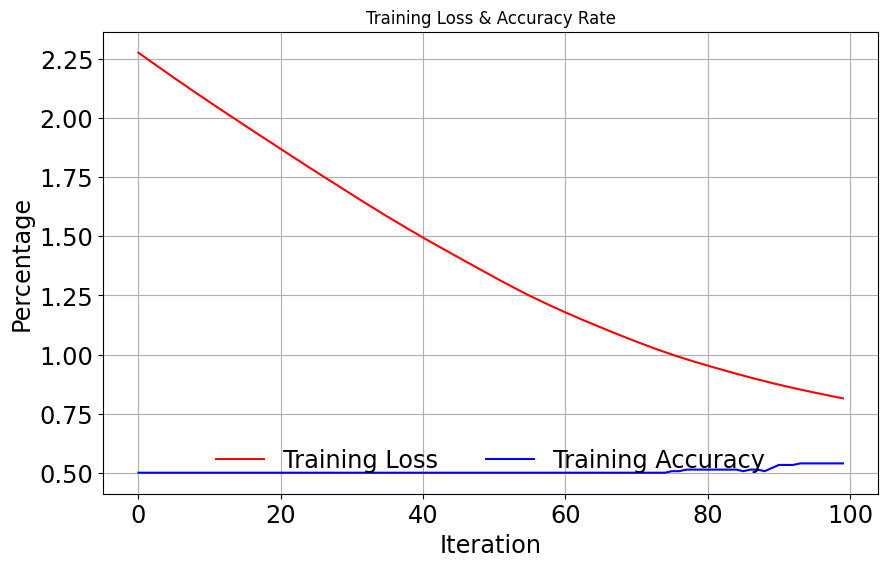 Training Loss & Accuracy Rate
Percentage
2.25
2.00
1.75
1.50
1.25
1.00
0.75
0.50
Training Loss Training Accuracy
0 20 40 60 80 100
Iteration